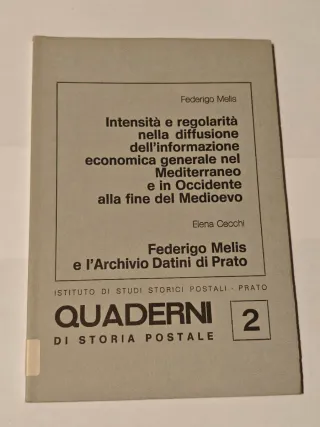 Federigo Melis
Intensità e regolarità
nella diffusione
dell'informazione
economica generale nel
Mediterraneo
e in Occidente
alla fine del Medioevo
Elena Cecchi
Federigo Melis
e l'Archivio Datini di Prato
ISTITUTO DI STUDI STORICI POSTALI - PRATO
QUADERNI
DI STORIA POSTALE
2